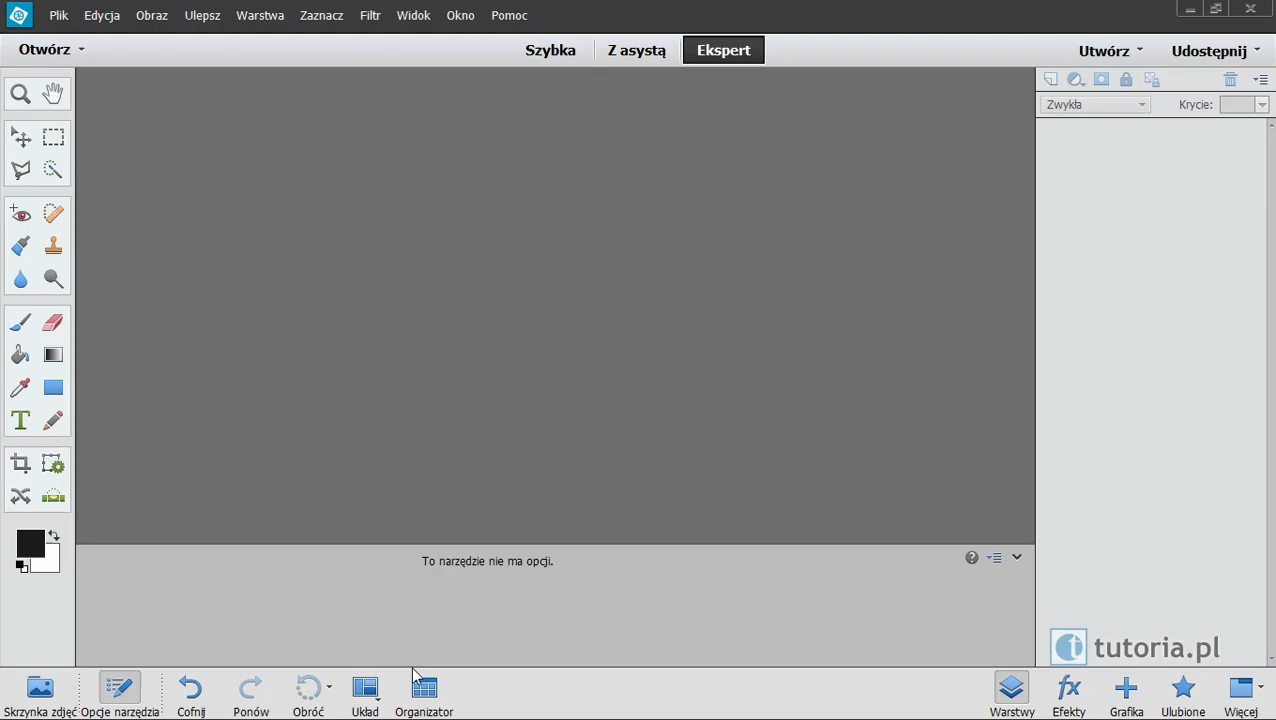 Plik Edycja Obraz Ulepsz Warstwa Zaznacz Filtr Widok Okno Pomoc
Otwórz Szybka Z asystą Ekspert Utwórz Udostępnij
Zwykła Krycie:
To narzędzie nie ma opcji.
tutoria.pl
Skrzynka zdjęć Opcje narzędzia Cofnij Ponów Obróć Układ Organizator Warstwy Efekty Grafika Ulubione Więcej